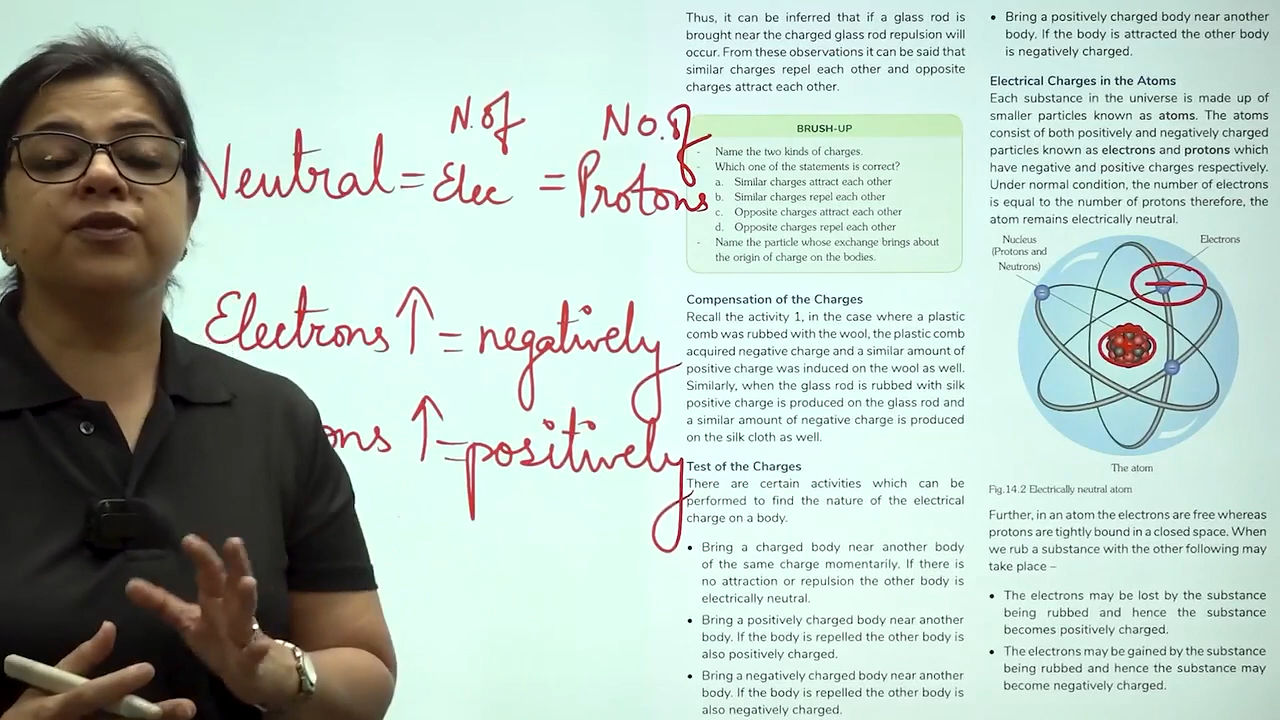 N. of
No. of
Neutral = Elec = Protons
Electrons ↑ = negatively
ons ↑ = positively
Thus, it can be inferred that if a glass rod is
brought near the charged glass rod repulsion will
occur. From these observations it can be said that
similar charges repel each other and opposite
charges attract each other.
BRUSH-UP
- Name the two kinds of charges.
- Which one of the statements is correct?
a. Similar charges attract each other
b. Similar charges repel each other
c. Opposite charges attract each other
d. Opposite charges repel each other
- Name the particle whose exchange brings about
the origin of charge on the bodies.
Compensation of the Charges
Recall the activity 1, in the case where a plastic
comb was rubbed with the wool, the plastic comb
acquired negative charge and a similar amount of
positive charge was induced on the wool as well.
Similarly, when the glass rod is rubbed with silk
positive charge is produced on the glass rod and
a similar amount of negative charge is produced
on the silk cloth as well.
Test of the Charges
There are certain activities which can be
performed to find the nature of the electrical
charge on a body.
• Bring a charged body near another body
of the same charge momentarily. If there is
no attraction or repulsion the other body is
electrically neutral.
• Bring a positively charged body near another
body. If the body is repelled the other body is
also positively charged.
• Bring a negatively charged body near another
body. If the body is repelled the other body is
also negatively charged.
• Bring a positively charged body near another
body. If the body is attracted the other body
is negatively charged.
Electrical Charges in the Atoms
Each substance in the universe is made up of
smaller particles known as atoms. The atoms
consist of both positively and negatively charged
particles known as electrons and protons which
have negative and positive charges respectively.
Under normal condition, the number of electrons
is equal to the number of protons therefore, the
atom remains electrically neutral.
Nucleus
(Protons and
Neutrons)
Electrons
The atom
Fig.14.2 Electrically neutral atom
Further, in an atom the electrons are free whereas
protons are tightly bound in a closed space. When
we rub a substance with the other following may
take place –
• The electrons may be lost by the substance
being rubbed and hence the substance
becomes positively charged.
• The electrons may be gained by the substance
being rubbed and hence the substance may
become negatively charged.